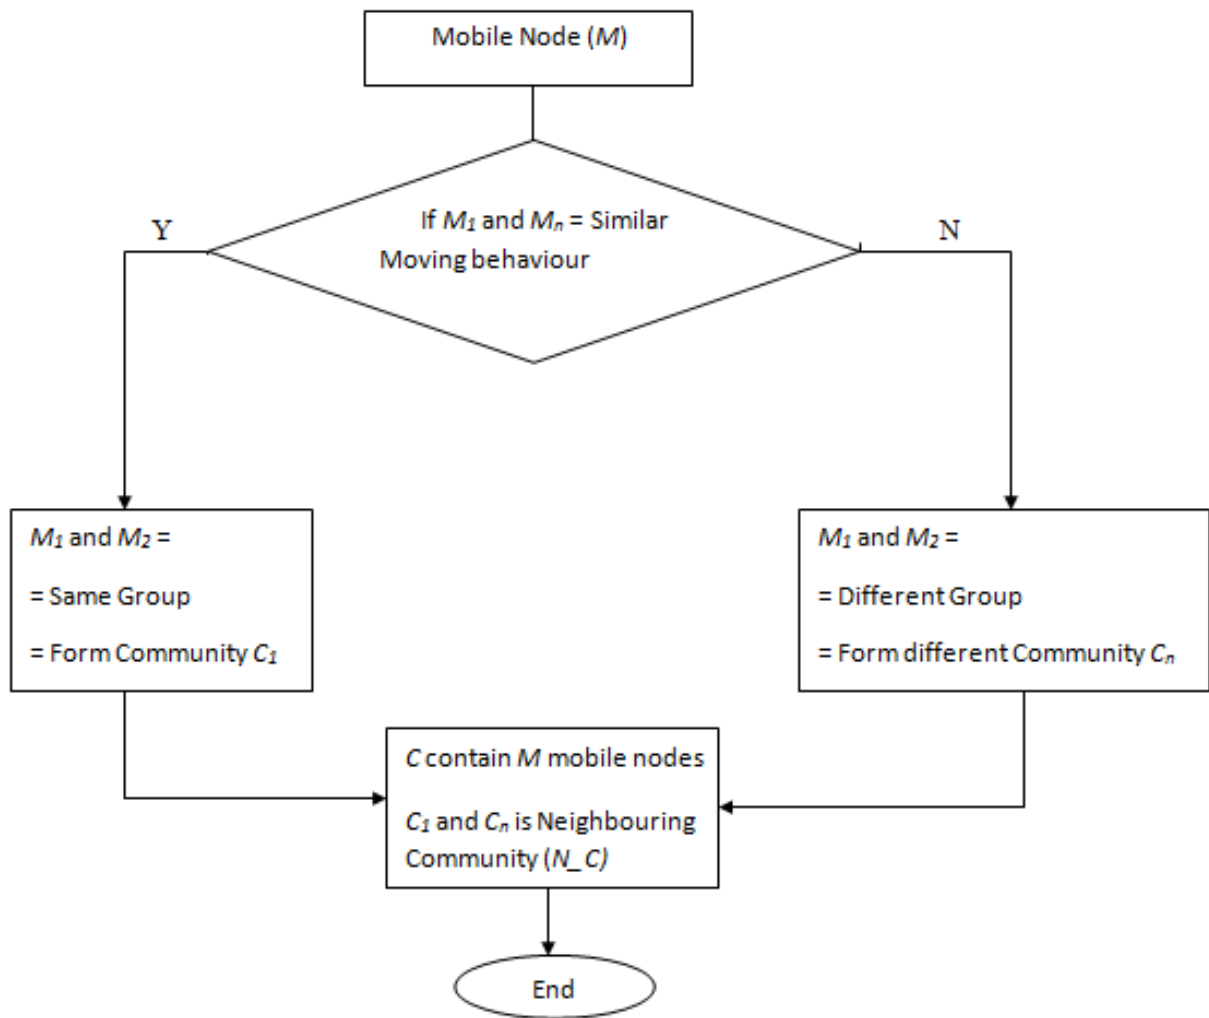 Mobile Node (M)
If M₁ and Mₙ = Similar
Moving behaviour
Y
N
M₁ and M₂ =
= Same Group
= Form Community C₁
M₁ and M₂ =
= Different Group
= Form different Community Cₙ
C contain M mobile nodes
C₁ and Cₙ is Neighbouring
Community (N_C)
End